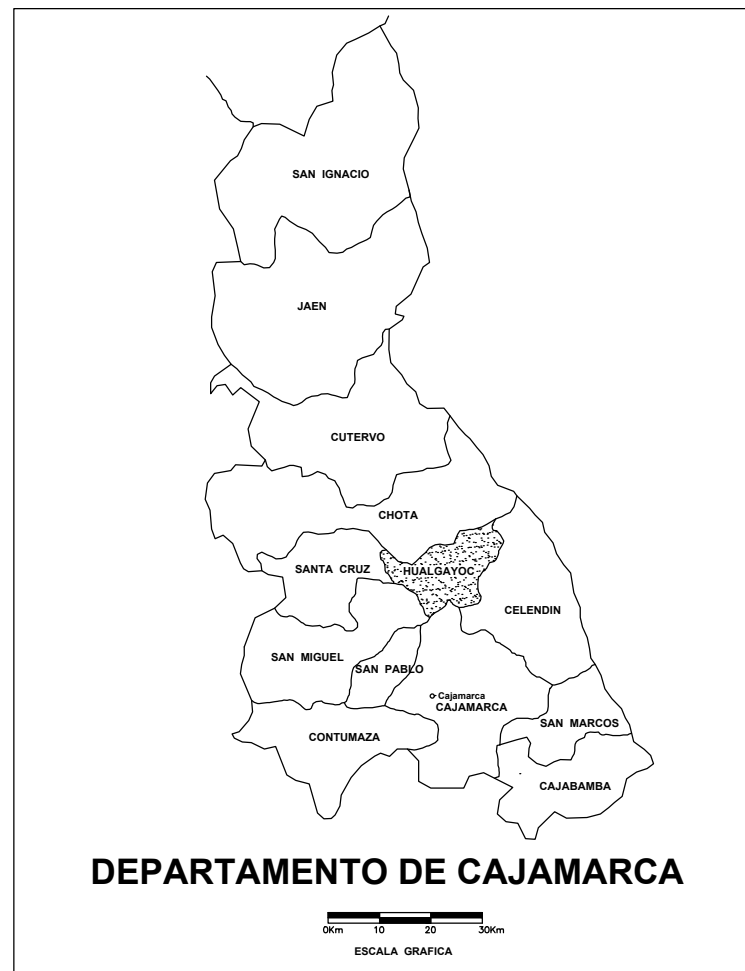 SAN IGNACIO
JAEN
CUTERVO
CHOTA
SANTA CRUZ
HUALGAYOC
CELENDIN
SAN MIGUEL
SAN PABLO
Cajamarca
CAJAMARCA
SAN MARCOS
CONTUMAZA
CAJABAMBA
DEPARTAMENTO DE CAJAMARCA
0Km 10 20 30Km
ESCALA GRAFICA